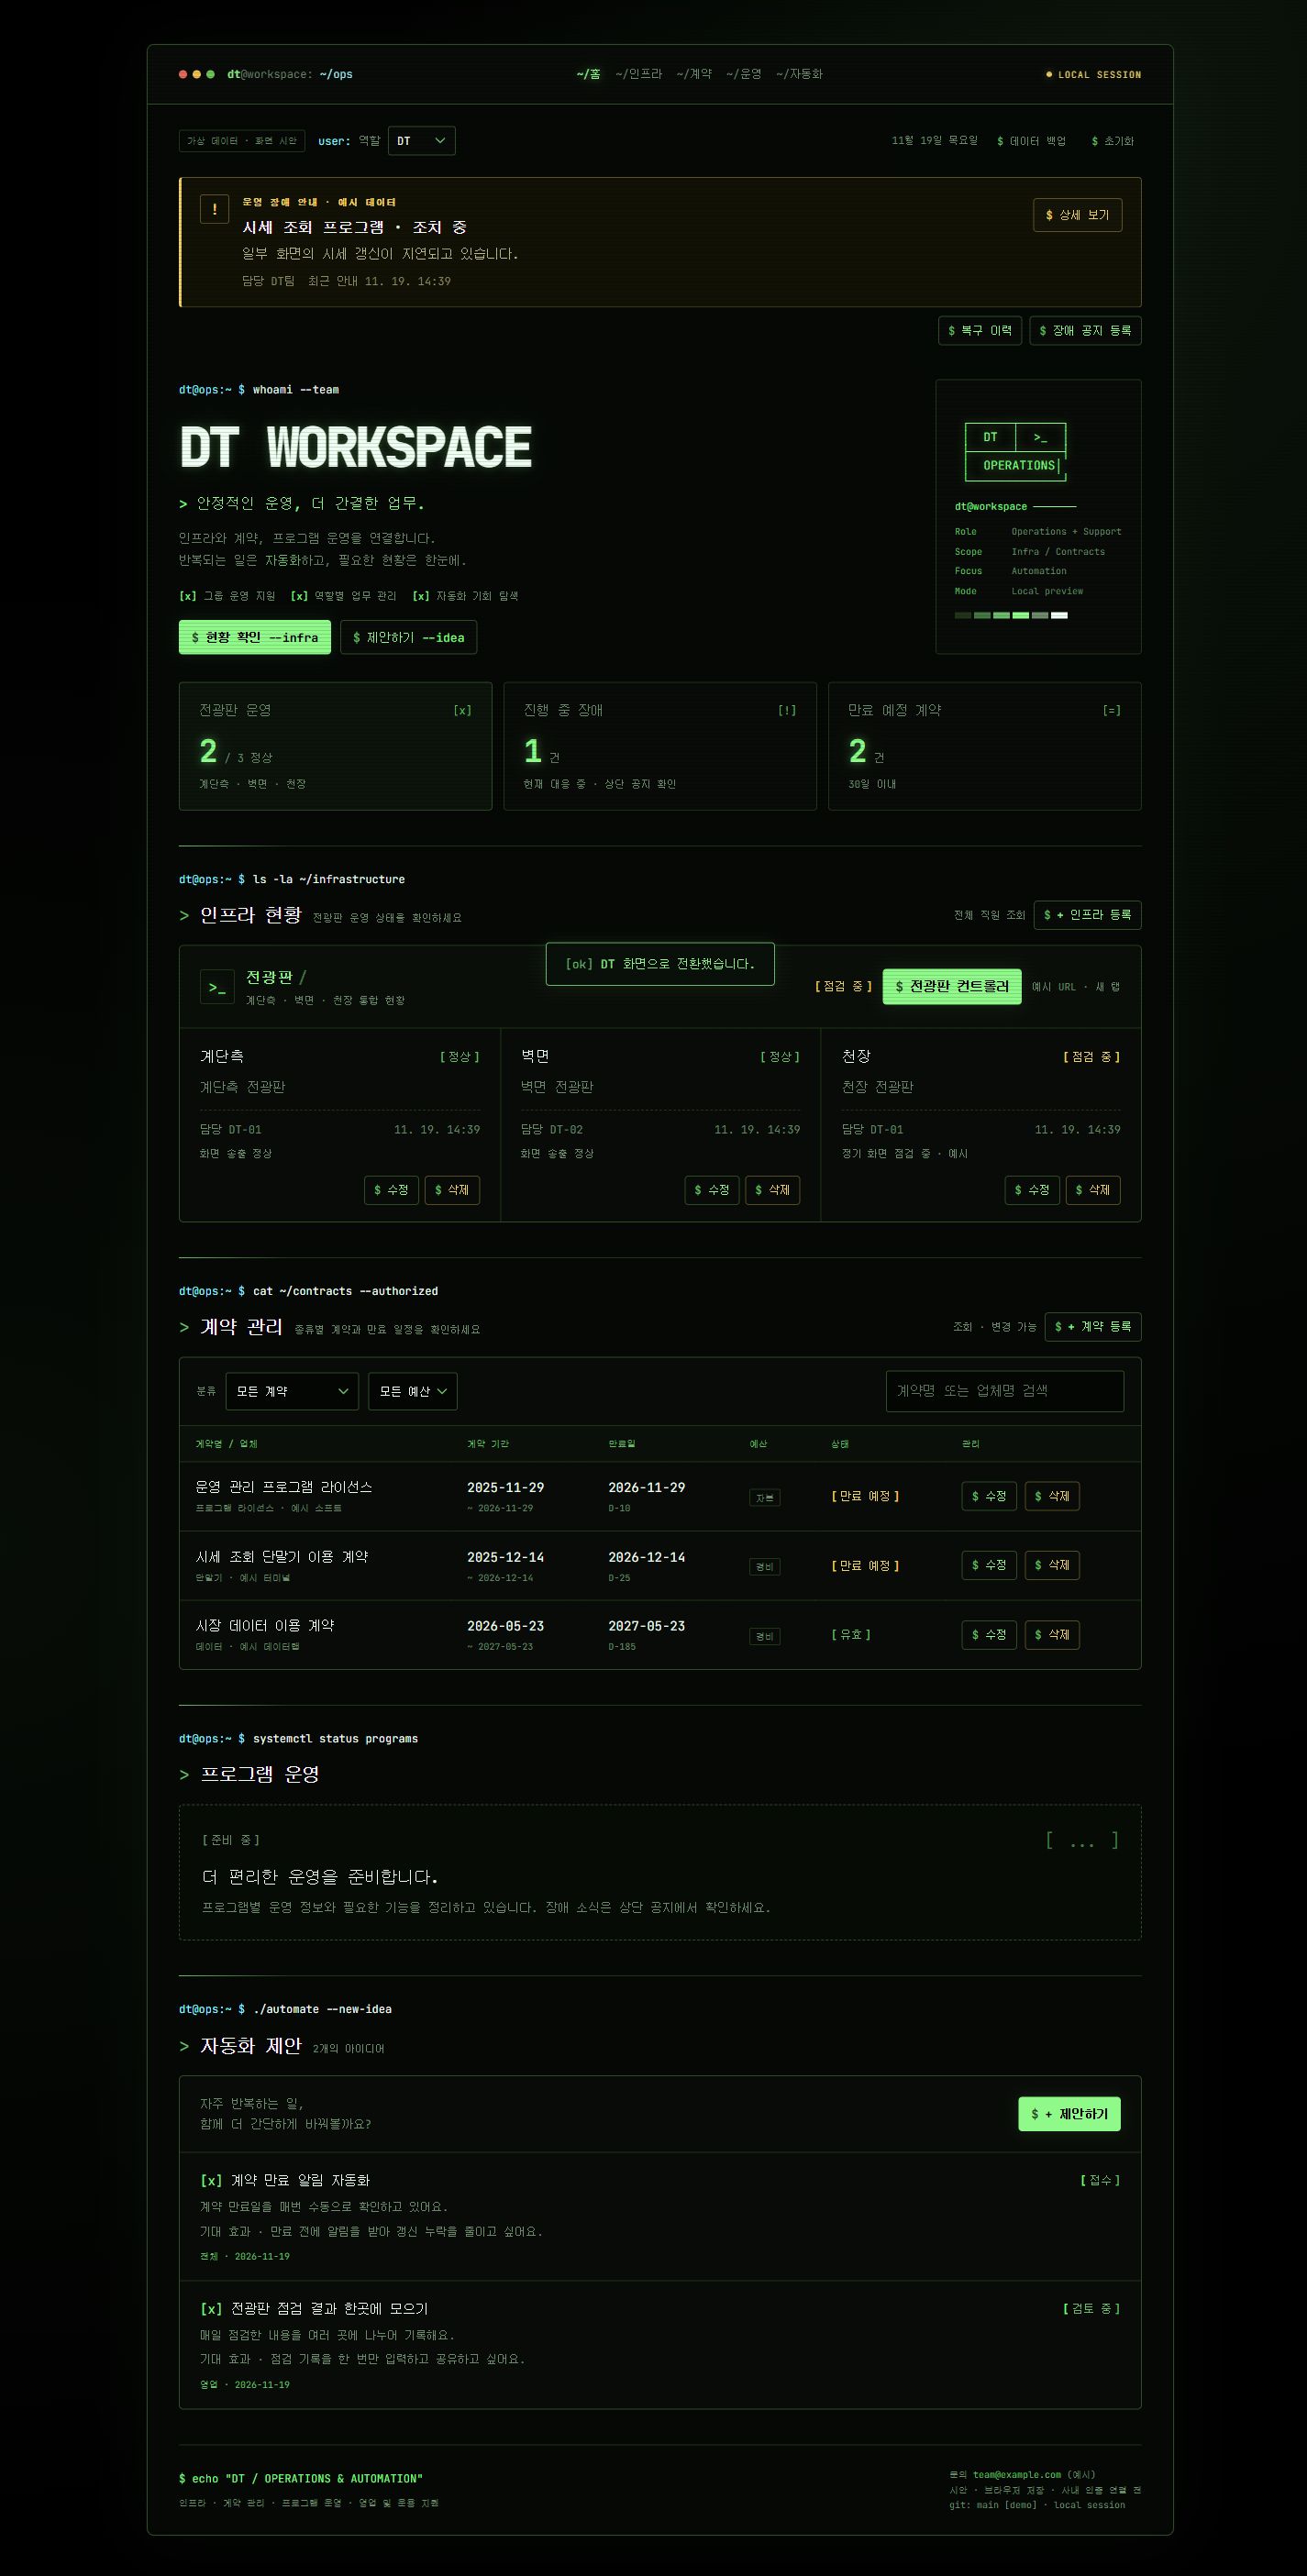 dt@workspace: ~/ops
~/홈 ~/인프라 ~/계약 ~/운영 ~/자동화
LOCAL SESSION
가상 데이터 · 화면 시안
user: 역할 DT
11월 19일 목요일 $ 데이터 백업 $ 초기화
!
운영 장애 안내 · 예시 데이터
시세 조회 프로그램 · 조치 중
일부 화면의 시세 갱신이 지연되고 있습니다.
담당 DT팀 최근 안내 11. 19. 14:39
$ 상세 보기
$ 복구 이력 $ 장애 공지 등록
dt@ops:~ $ whoami --team
DT WORKSPACE
> 안정적인 운영, 더 간결한 업무.
인프라와 계약, 프로그램 운영을 연결합니다.
반복되는 일은 자동화하고, 필요한 현황은 한눈에.
[x] 그룹 운영 지원 [x] 역할별 업무 관리 [x] 자동화 기회 탐색
$ 현황 확인 --infra $ 제안하기 --idea
DT >_
OPERATIONS
dt@workspace
Role Operations + Support
Scope Infra / Contracts
Focus Automation
Mode Local preview
전광판 운영 [x]
2 / 3 정상
계단측 · 벽면 · 천장
진행 중 장애 [!]
1 건
현재 대응 중 · 상단 공지 확인
만료 예정 계약 [=]
2 건
30일 이내
dt@ops:~ $ ls -la ~/infrastructure
> 인프라 현황 전광판 운영 상태를 확인하세요
전체 직원 조회 $ + 인프라 등록
[ok] DT 화면으로 전환했습니다.
>_ 전광판 /
계단측 · 벽면 · 천장 통합 현황
[점검 중] $ 전광판 컨트롤러 예시 URL · 새 탭
계단측 [정상]
계단측 전광판
담당 DT-01 11. 19. 14:39
화면 송출 정상
$ 수정 $ 삭제
벽면 [정상]
벽면 전광판
담당 DT-02 11. 19. 14:39
화면 송출 정상
$ 수정 $ 삭제
천장 [점검 중]
천장 전광판
담당 DT-01 11. 19. 14:39
정기 화면 점검 중 · 예시
$ 수정 $ 삭제
dt@ops:~ $ cat ~/contracts --authorized
> 계약 관리 종류별 계약과 만료 일정을 확인하세요
조회 · 변경 가능 $ + 계약 등록
분류 모든 계약 모든 예산
계약명 또는 업체명 검색
계약명 / 업체 계약 기간 만료일 예산 상태 관리
운영 관리 프로그램 라이선스 2025-11-29 2026-11-29 자본 [만료 예정] $ 수정 $ 삭제
프로그램 라이선스 · 예시 소프트 ~ 2026-11-29 D-10
시세 조회 단말기 이용 계약 2025-12-14 2026-12-14 경비 [만료 예정] $ 수정 $ 삭제
단말기 · 예시 터미널 ~ 2026-12-14 D-25
시장 데이터 이용 계약 2026-05-23 2027-05-23 경비 [유효] $ 수정 $ 삭제
데이터 · 예시 데이터랩 ~ 2027-05-23 D-185
dt@ops:~ $ systemctl status programs
> 프로그램 운영
[준비 중] [ ... ]
더 편리한 운영을 준비합니다.
프로그램별 운영 정보와 필요한 기능을 정리하고 있습니다. 장애 소식은 상단 공지에서 확인하세요.
dt@ops:~ $ ./automate --new-idea
> 자동화 제안 2개의 아이디어
자주 반복하는 일,
함께 더 간단하게 바꿔볼까요?
$ + 제안하기
[x] 계약 만료 알림 자동화 [접수]
계약 만료일을 매번 수동으로 확인하고 있어요.
기대 효과 · 만료 전에 알림을 받아 갱신 누락을 줄이고 싶어요.
전체 · 2026-11-19
[x] 전광판 점검 결과 한곳에 모으기 [검토 중]
매일 점검한 내용을 여러 곳에 나누어 기록해요.
기대 효과 · 점검 기록을 한 번만 입력하고 공유하고 싶어요.
영업 · 2026-11-19
$ echo "DT / OPERATIONS & AUTOMATION"
인프라 · 계약 관리 · 프로그램 운영 · 영업 및 운용 지원
문의 team@example.com (예시)
시안 · 브라우저 저장 · 사내 인증 연결 전
git: main [demo] · local session